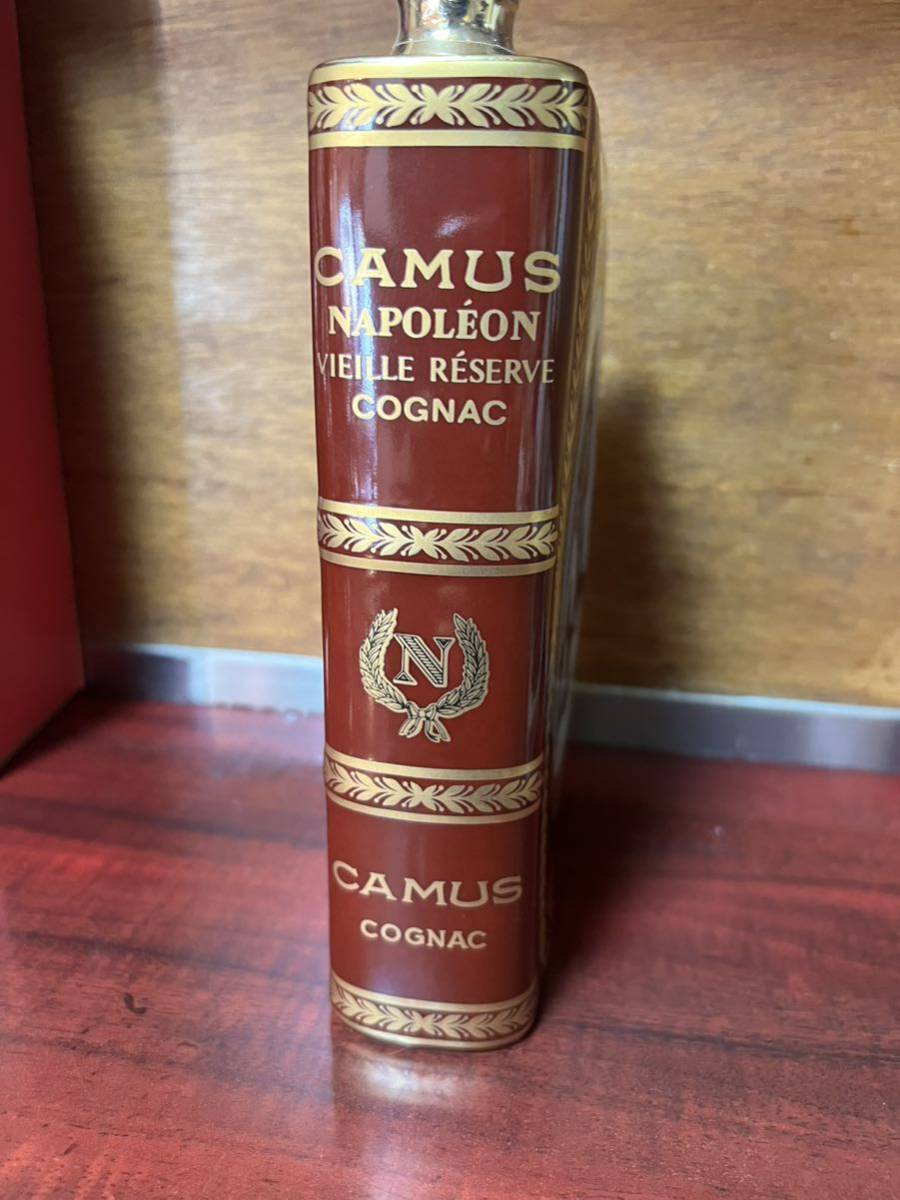 CAMUS
NAPOLÉON
VIEILLE RÉSERVE
COGNAC
N
CAMUS
COGNAC